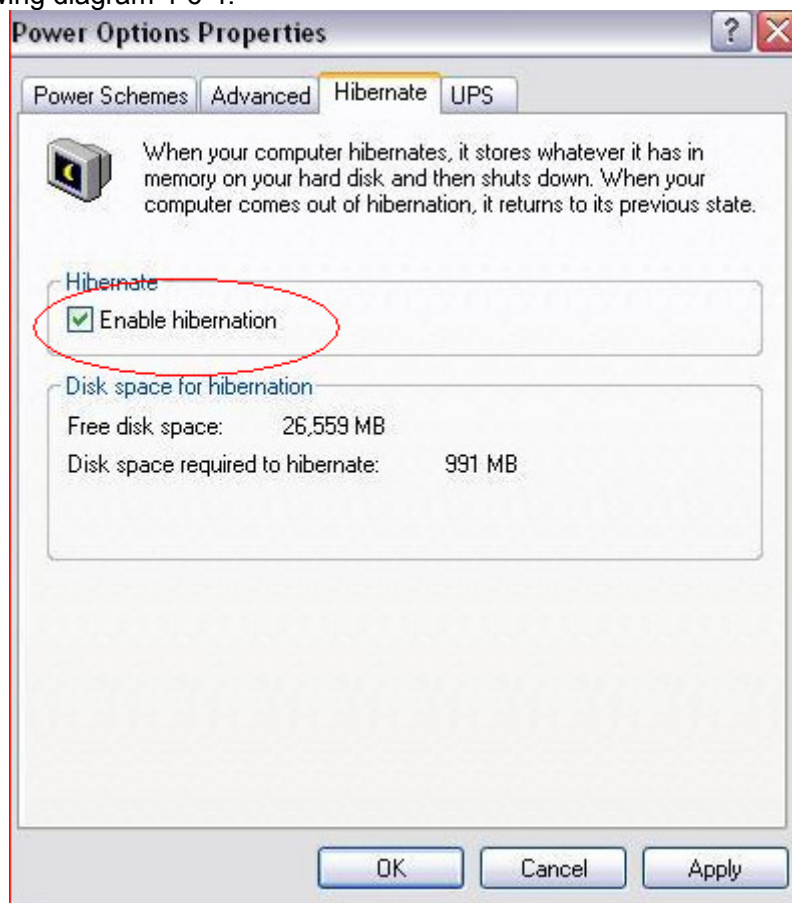 diagram
Power Options Properties
Power Schemes Advanced Hibernate UPS
When your computer hibernates, it stores whatever it has in
memory on your hard disk and then shuts down. When your
computer comes out of hibernation, it returns to its previous state.
Hibernate
Enable hibernation
Disk space for hibernation
Free disk space: 26,559 MB
Disk space required to hibernate: 991 MB
OK Cancel Apply